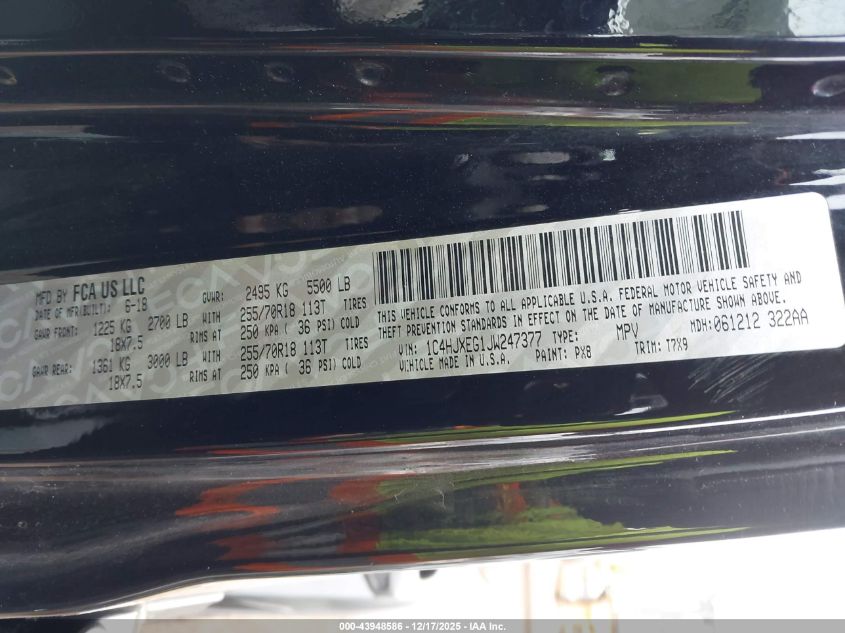 MFD BY FCA US LLC
DATE OF MFR(BUILT): 6-18 GVWR: 2495 KG 5500 LB
GAWR FRONT: 1225 KG 2700 LB WITH 255/70R18 113T TIRES
18X7.5 RIMS AT 250 KPA ( 36 PSI) COLD
GAWR REAR: 1361 KG 3000 LB WITH 255/70R18 113T TIRES
18X7.5 RIMS AT 250 KPA ( 36 PSI) COLD
THIS VEHICLE CONFORMS TO ALL APPLICABLE U.S.A. FEDERAL MOTOR VEHICLE SAFETY AND
THEFT PREVENTION STANDARDS IN EFFECT ON THE DATE OF MANUFACTURE SHOWN ABOVE.
VIN: 1C4HJXEG1JW247377 TYPE: MPV MDH: 061212 322AA
VEHICLE MADE IN U.S.A. PAINT: PX8 TRIM: T7X9
000-43948586 - 12/17/2025 - IAA Inc.